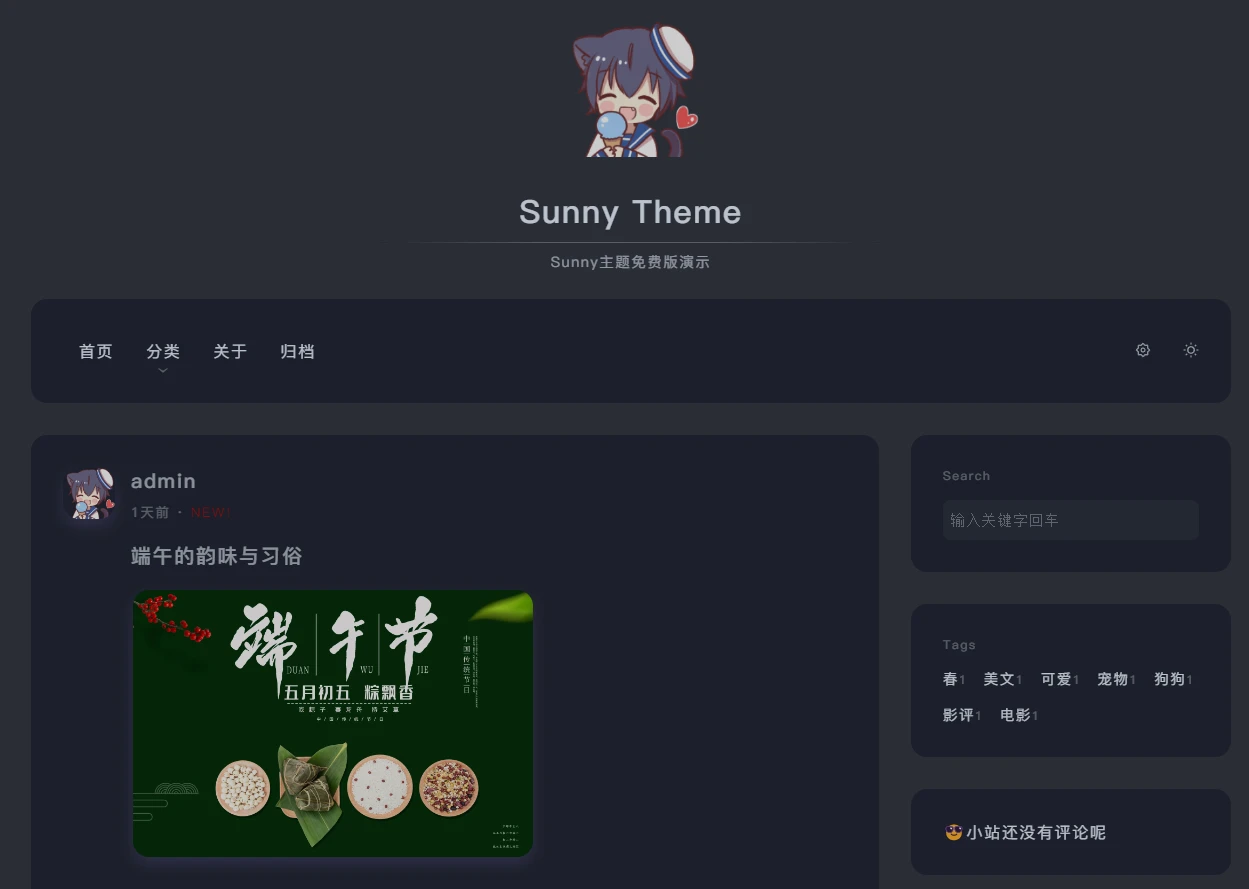 Sunny Theme
Sunny主题免费版演示
首页 分类 关于 归档
admin
1天前 · NEW!
端午的韵味与习俗
端午节
DUAN WU JIE
五月初五 粽飘香
中国传统节日
Search
输入关键字回车
Tags
春1 美文1 可爱1 宠物1 狗狗1
影评1 电影1
😎小站还没有评论呢